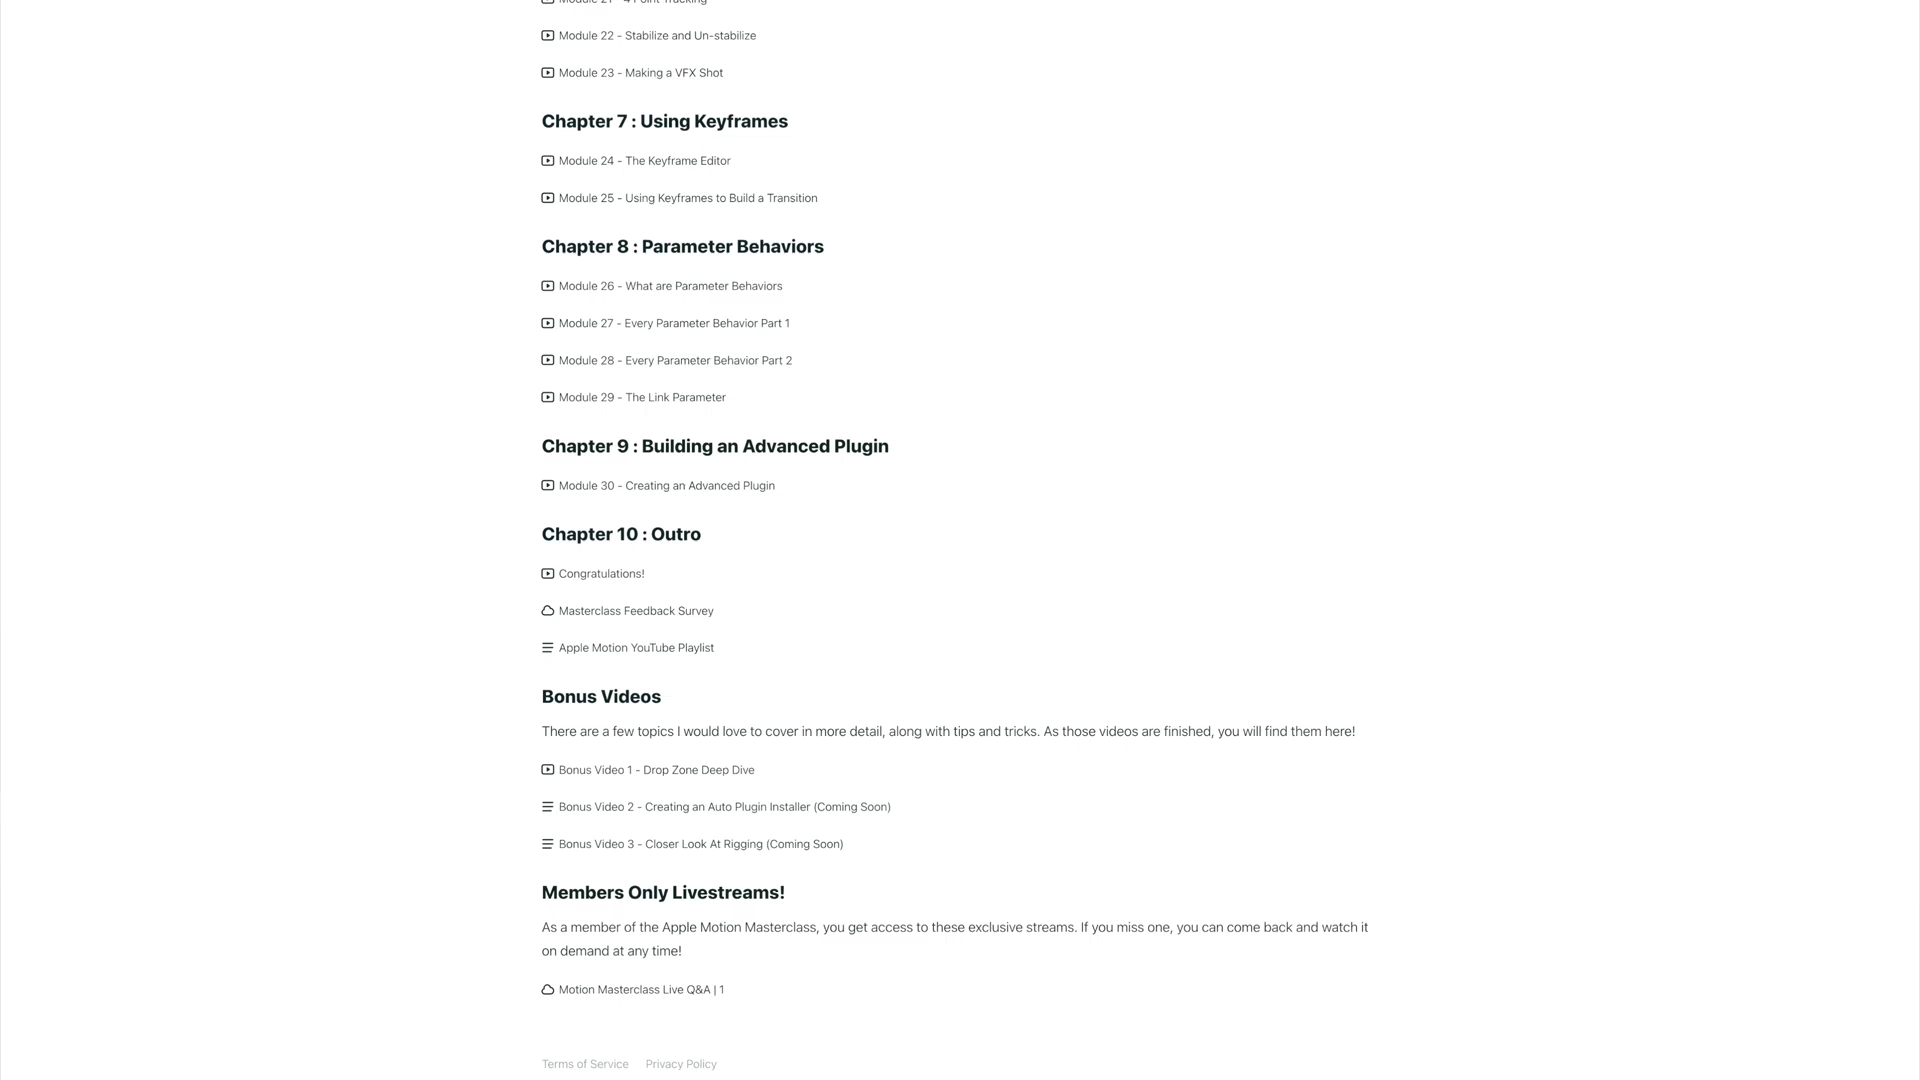 Module 21 - 4 Point Tracking
Module 22 - Stabilize and Un-stabilize
Module 23 - Making a VFX Shot
Chapter 7 : Using Keyframes
Module 24 - The Keyframe Editor
Module 25 - Using Keyframes to Build a Transition
Chapter 8 : Parameter Behaviors
Module 26 - What are Parameter Behaviors
Module 27 - Every Parameter Behavior Part 1
Module 28 - Every Parameter Behavior Part 2
Module 29 - The Link Parameter
Chapter 9 : Building an Advanced Plugin
Module 30 - Creating an Advanced Plugin
Chapter 10 : Outro
Congratulations!
Masterclass Feedback Survey
Apple Motion YouTube Playlist
Bonus Videos
There are a few topics I would love to cover in more detail, along with tips and tricks. As those videos are finished, you will find them here!
Bonus Video 1 - Drop Zone Deep Dive
Bonus Video 2 - Creating an Auto Plugin Installer (Coming Soon)
Bonus Video 3 - Closer Look At Rigging (Coming Soon)
Members Only Livestreams!
As a member of the Apple Motion Masterclass, you get access to these exclusive streams. If you miss one, you can come back and watch it
on demand at any time!
Motion Masterclass Live Q&A | 1
Terms of Service Privacy Policy